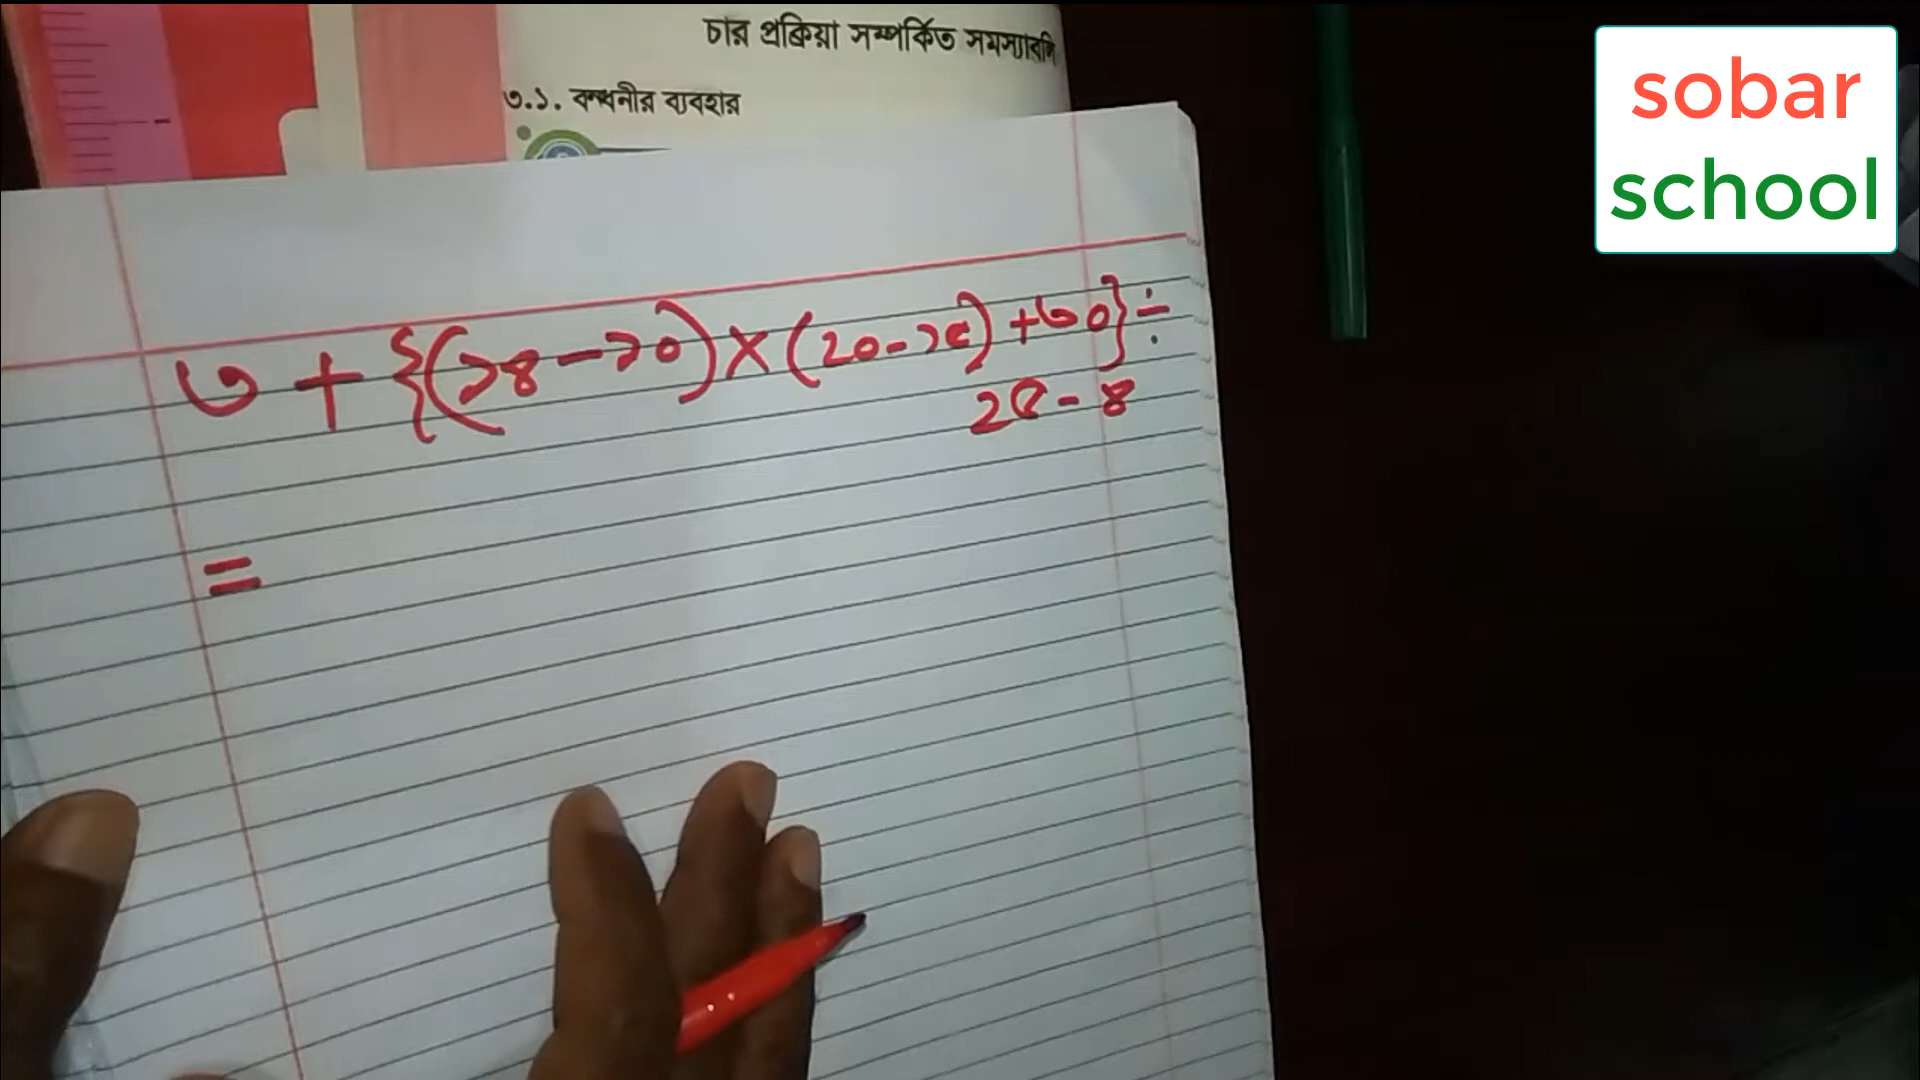 চার প্রক্রিয়া সম্পর্কিত সমস্যাবলি
৩.১. বন্ধনীর ব্যবহার
sobar
school
৩ + {(১৪ − ১০) × (২০ - ১৫) + ৬০} ÷
২৫ - ৪
=